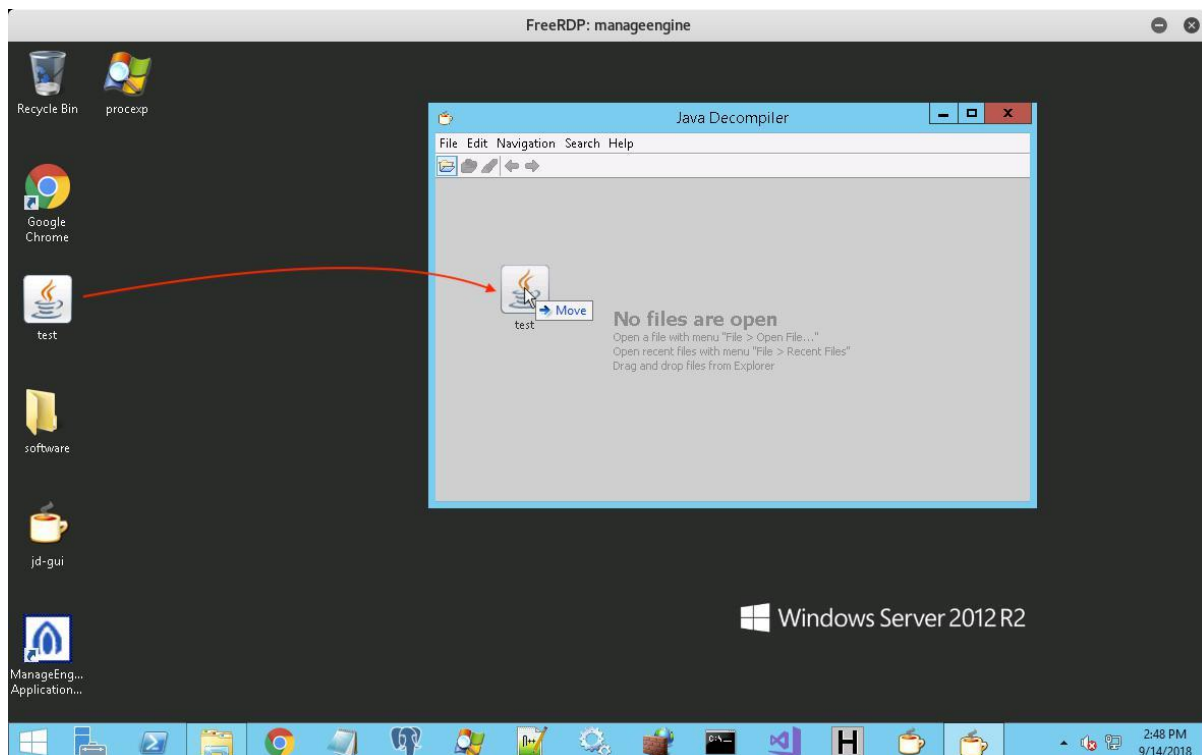 FreeRDP: manageengine
Recycle Bin
procexp
Java Decompiler
File Edit Navigation Search Help
Google
Chrome
test
Move
test
No files are open
Open a file with menu "File > Open File..."
Open recent files with menu "File > Recent Files"
Drag and drop files from Explorer
software
jd-gui
Windows Server 2012 R2
ManageEng...
Application...
H
2:48 PM
9/14/2018